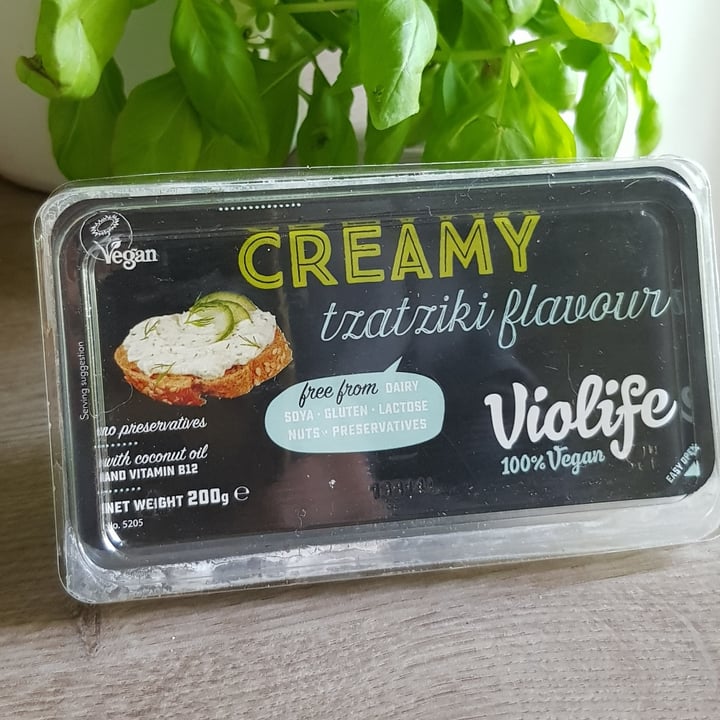 Vegan
CREAMY
tzatziki flavour
Serving suggestion
free from DAIRY
SOYA · GLUTEN · LACTOSE
NUTS · PRESERVATIVES
no preservatives
with coconut oil
AND VITAMIN B12
NET WEIGHT 200g e
No. 5205
Violife
100% Vegan
EASY OPEN